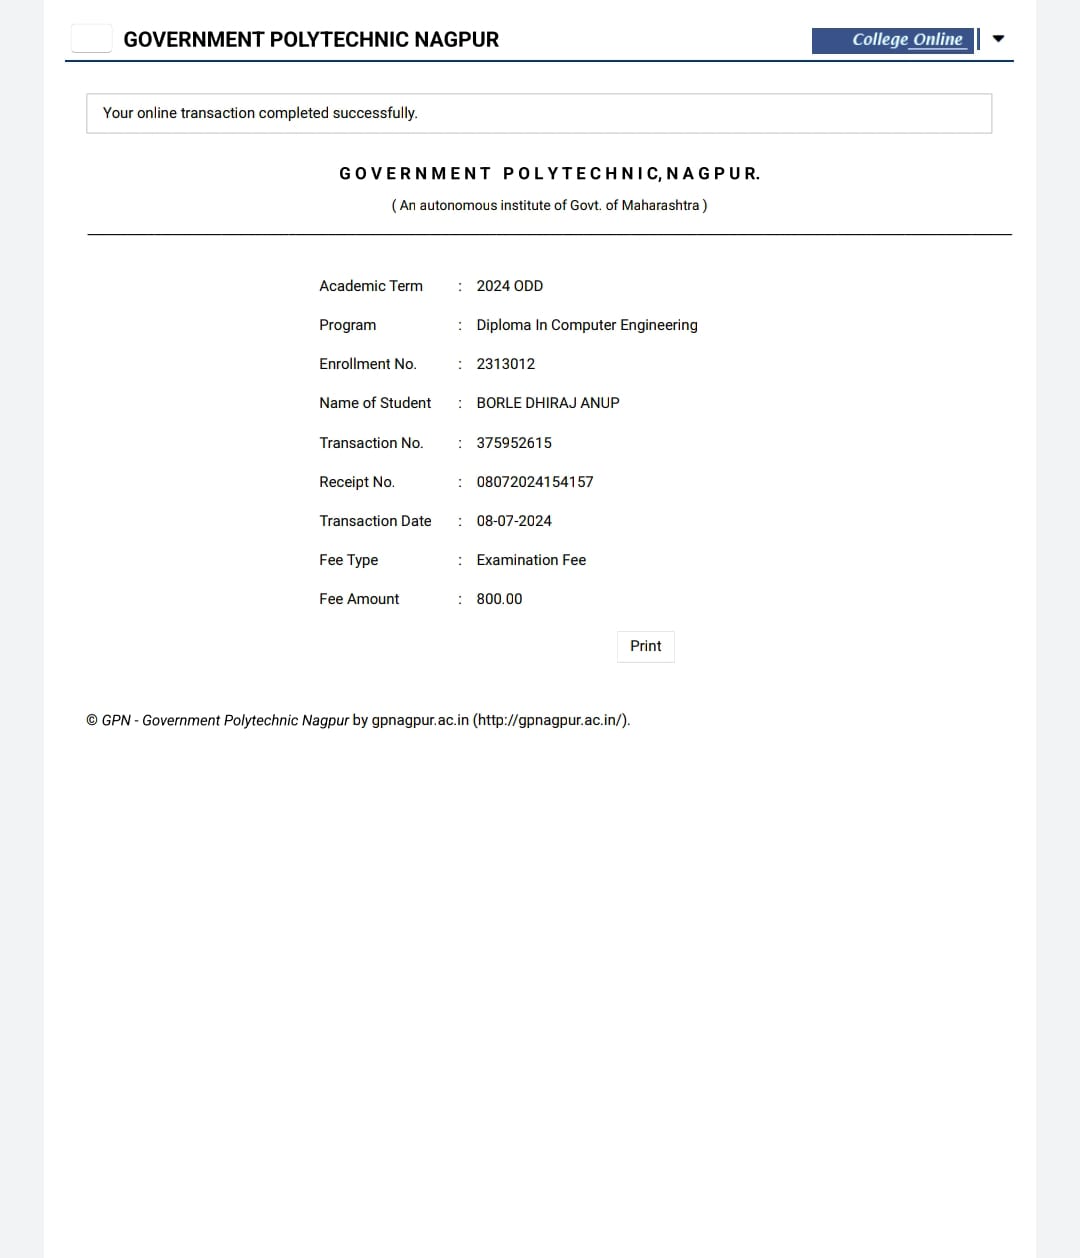 GOVERNMENT POLYTECHNIC NAGPUR
College Online
Your online transaction completed successfully.
GOVERNMENT POLYTECHNIC, NAGPUR.
( An autonomous institute of Govt. of Maharashtra )
Academic Term : 2024 ODD
Program : Diploma In Computer Engineering
Enrollment No. : 2313012
Name of Student : BORLE DHIRAJ ANUP
Transaction No. : 375952615
Receipt No. : 08072024154157
Transaction Date : 08-07-2024
Fee Type : Examination Fee
Fee Amount : 800.00
Print
© GPN - Government Polytechnic Nagpur by gpnagpur.ac.in (http://gpnagpur.ac.in/).